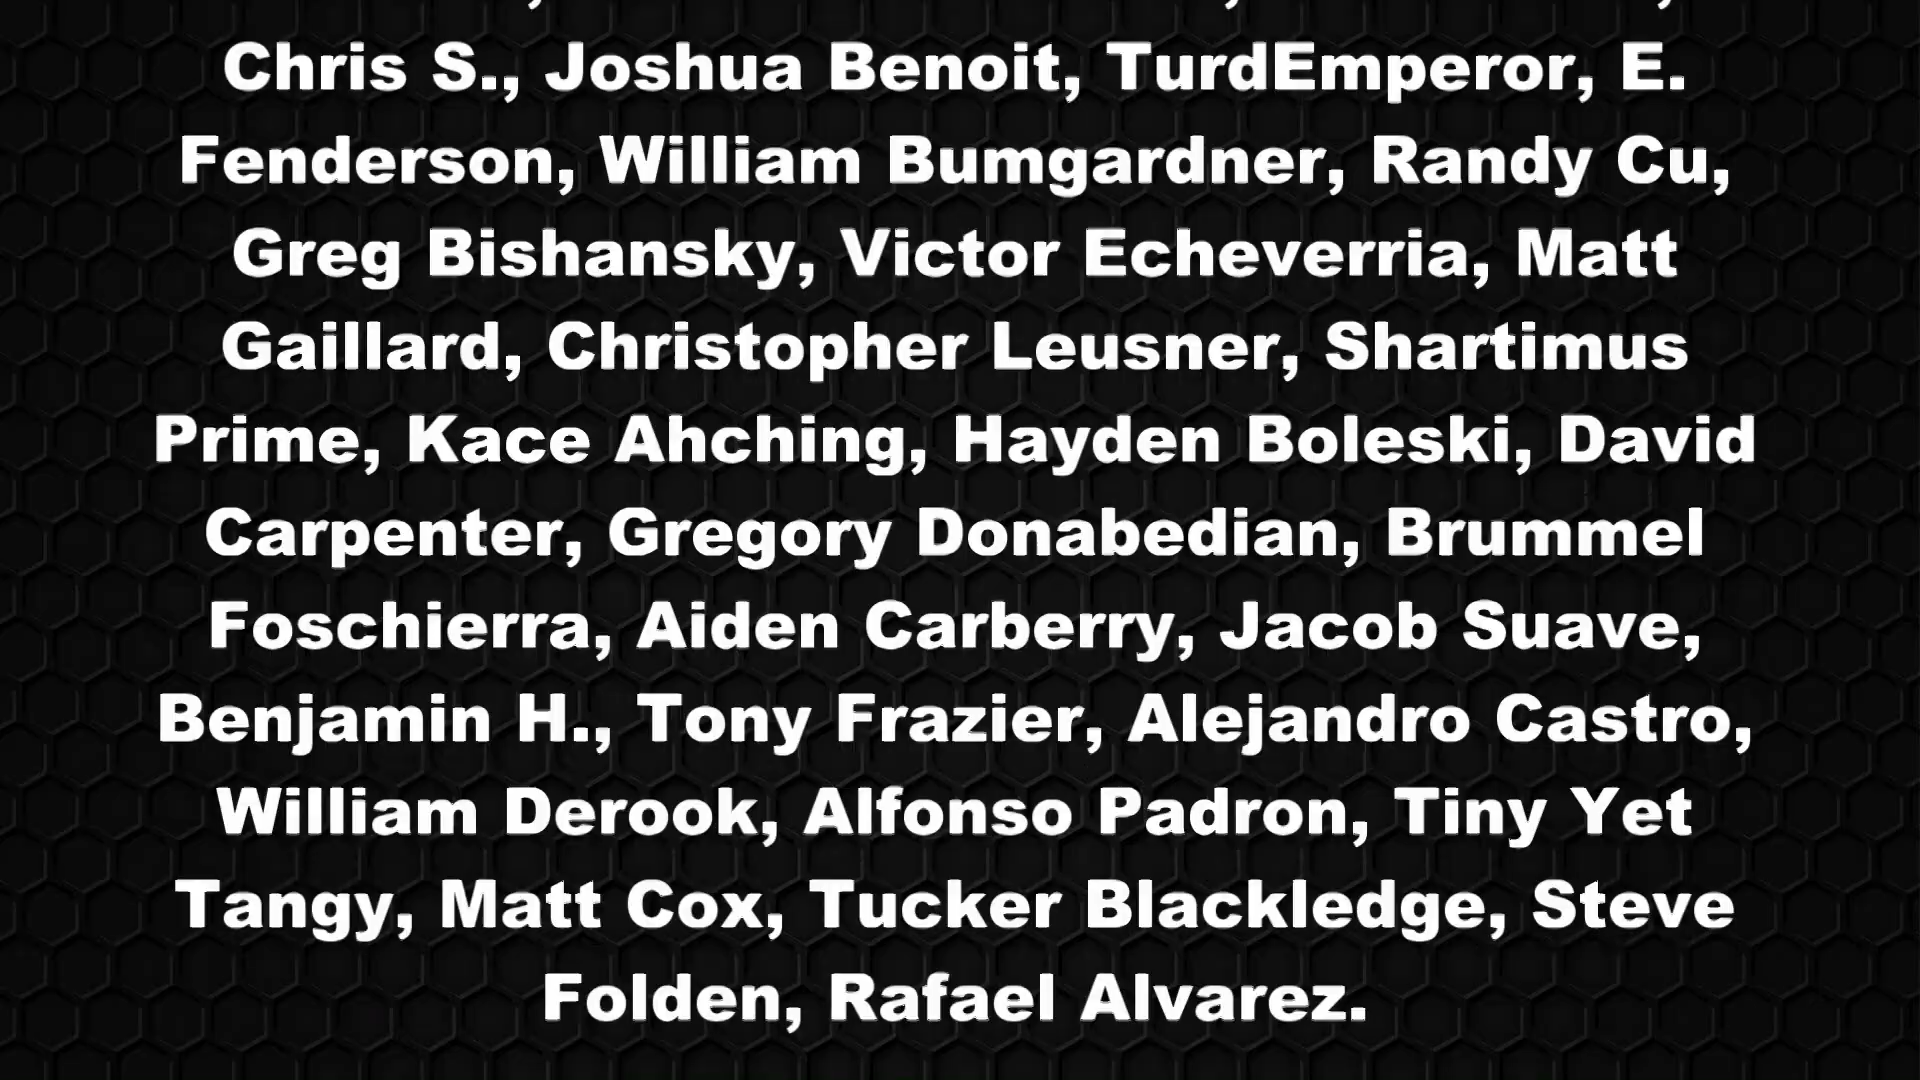 Chris S., Joshua Benoit, TurdEmperor, E.
Fenderson, William Bumgardner, Randy Cu,
Greg Bishansky, Victor Echeverria, Matt
Gaillard, Christopher Leusner, Shartimus
Prime, Kace Ahching, Hayden Boleski, David
Carpenter, Gregory Donabedian, Brummel
Foschierra, Aiden Carberry, Jacob Suave,
Benjamin H., Tony Frazier, Alejandro Castro,
William Derook, Alfonso Padron, Tiny Yet
Tangy, Matt Cox, Tucker Blackledge, Steve
Folden, Rafael Alvarez.